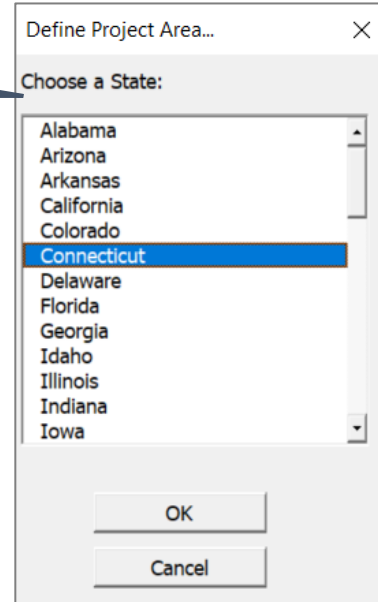 Define Project Area...
Choose a State:
Alabama
Arizona
Arkansas
California
Colorado
Connecticut
Delaware
Florida
Georgia
Idaho
Illinois
Indiana
Iowa
OK
Cancel